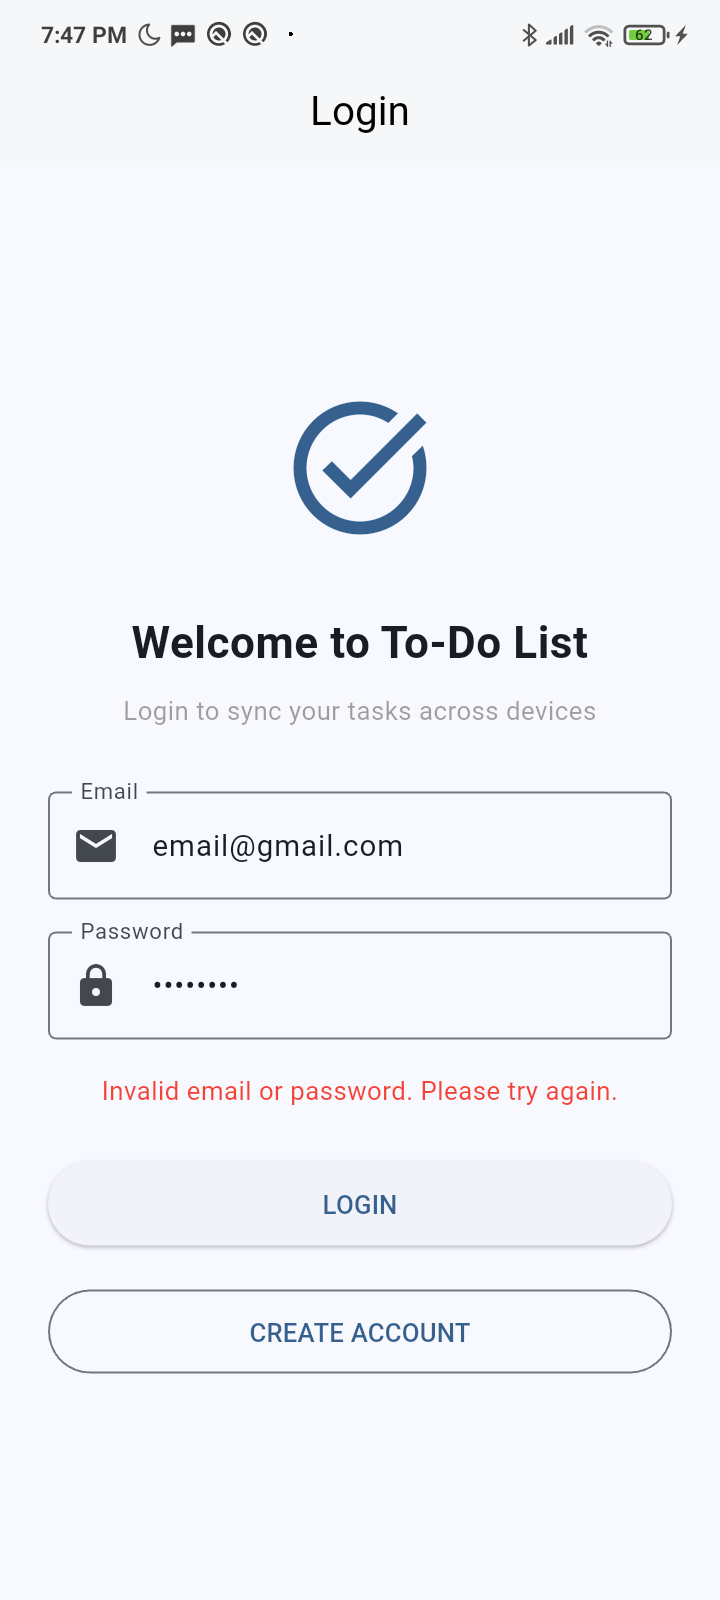 7:47 PM
62
Login
Welcome to To-Do List
Login to sync your tasks across devices
Email
email@gmail.com
Password
••••••••
Invalid email or password. Please try again.
LOGIN
CREATE ACCOUNT